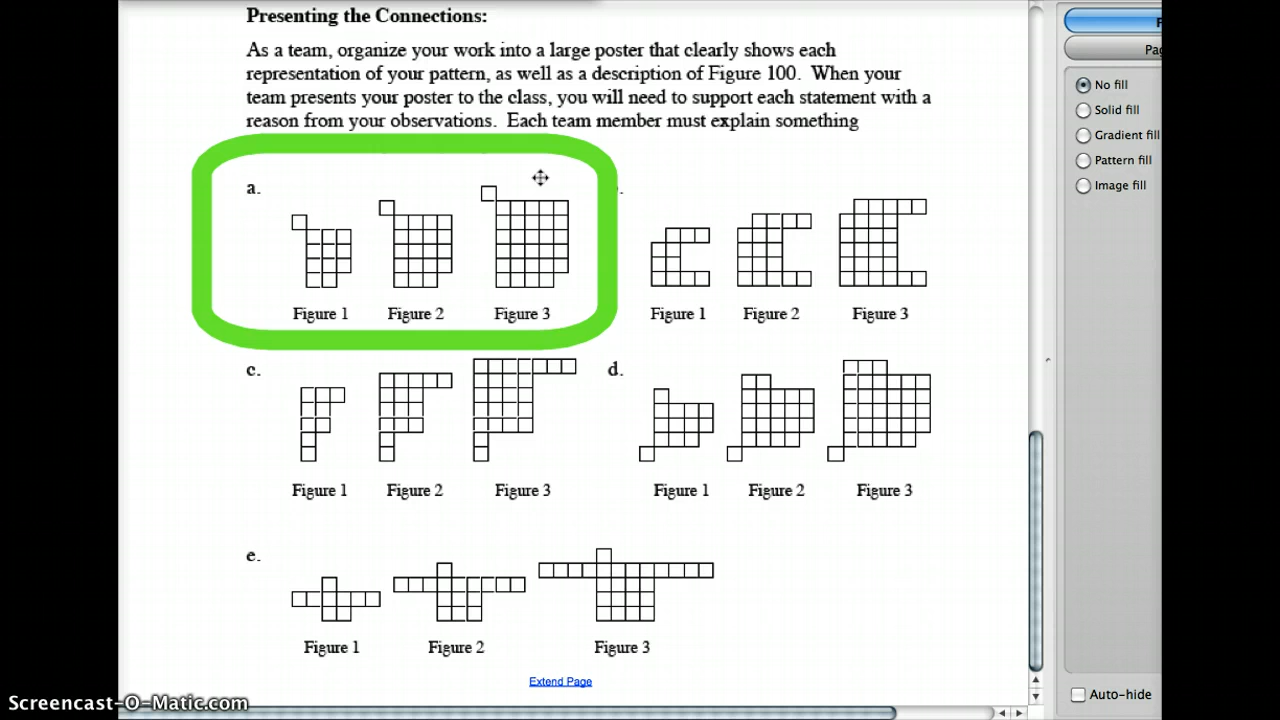 Presenting the Connections:
As a team, organize your work into a large poster that clearly shows each
representation of your pattern, as well as a description of Figure 100.  When your
team presents your poster to the class, you will need to support each statement with a
reason from your observations.  Each team member must explain something
a.
Figure 1
Figure 2
Figure 3
Figure 1
Figure 2
Figure 3
c.
Figure 1
Figure 2
Figure 3
d.
Figure 1
Figure 2
Figure 3
e.
Figure 1
Figure 2
Figure 3
Extend Page
No fill
Solid fill
Gradient fill
Pattern fill
Image fill
Auto-hide
Screencast-O-Matic.com